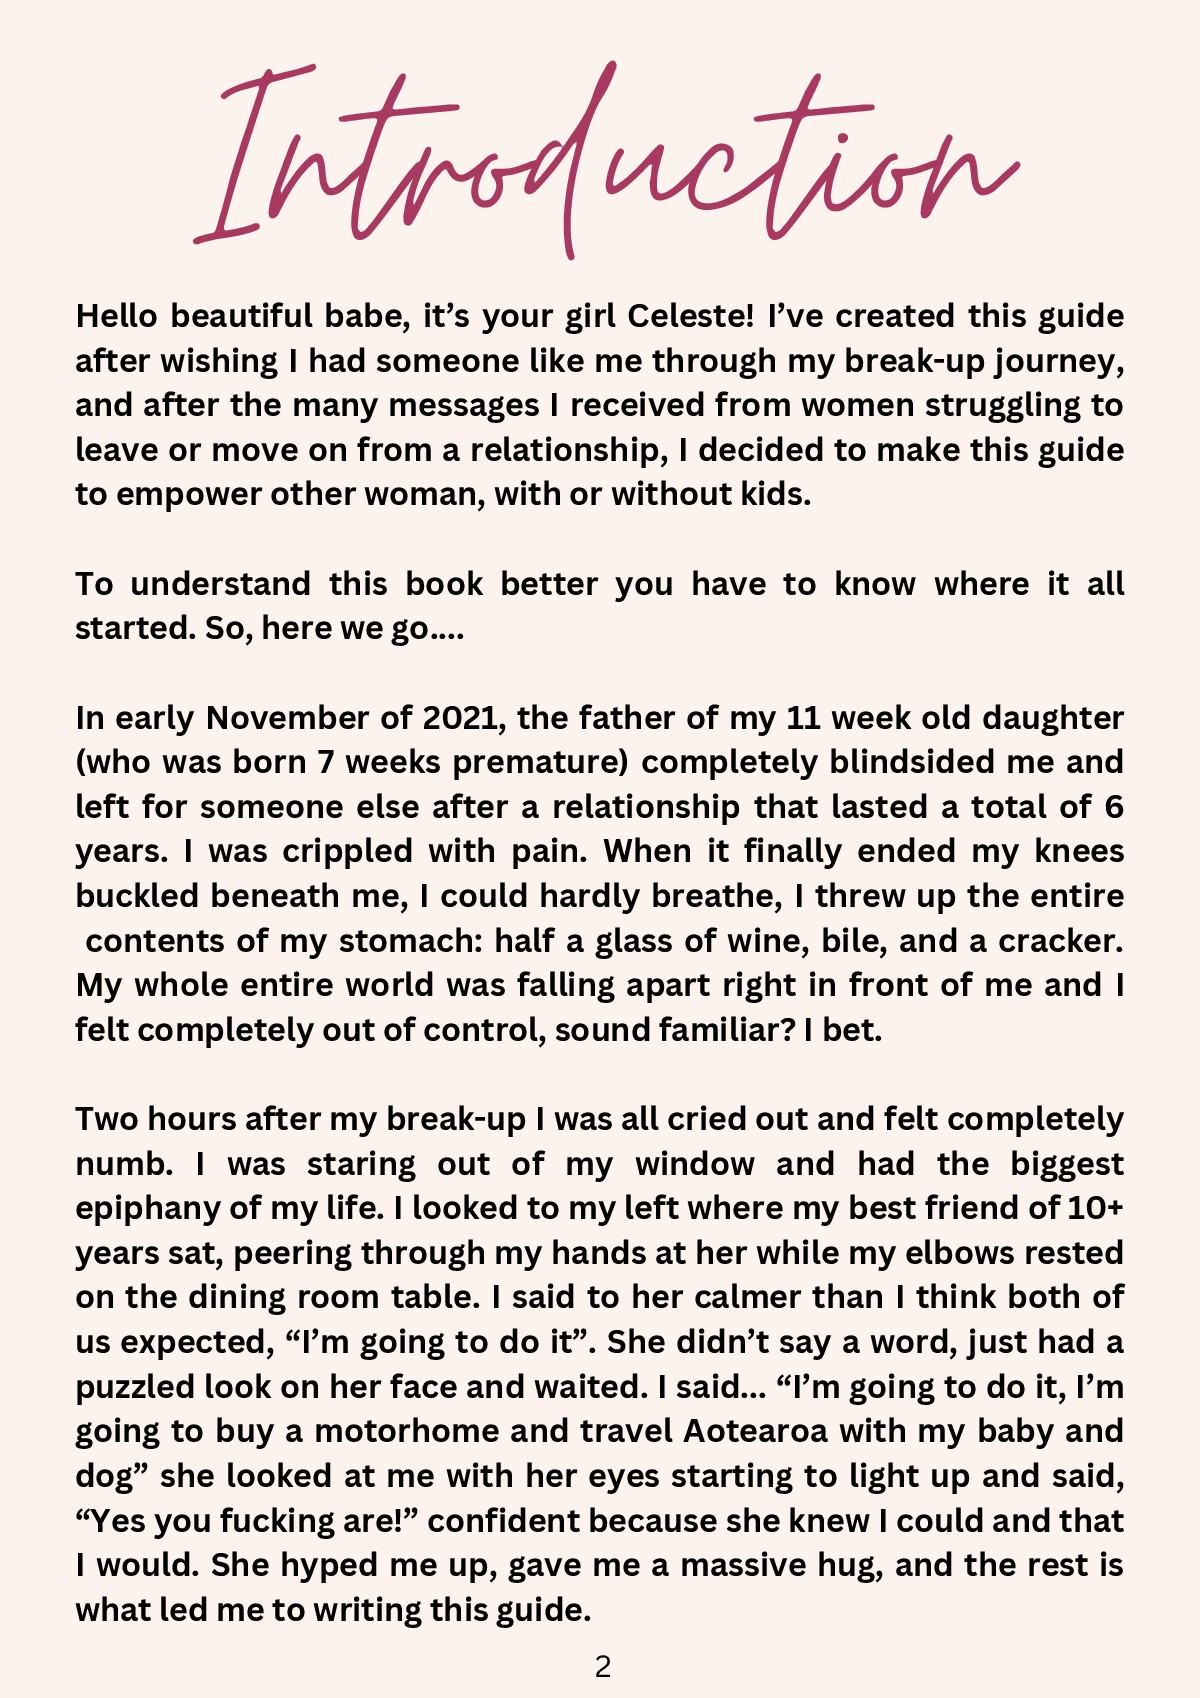 Introduction
Hello beautiful babe, it’s your girl Celeste! I’ve created this guide
after wishing I had someone like me through my break-up journey,
and after the many messages I received from women struggling to
leave or move on from a relationship, I decided to make this guide
to empower other woman, with or without kids.
To understand this book better you have to know where it all
started. So, here we go....
In early November of 2021, the father of my 11 week old daughter
(who was born 7 weeks premature) completely blindsided me and
left for someone else after a relationship that lasted a total of 6
years. I was crippled with pain. When it finally ended my knees
buckled beneath me, I could hardly breathe, I threw up the entire
contents of my stomach: half a glass of wine, bile, and a cracker.
My whole entire world was falling apart right in front of me and I
felt completely out of control, sound familiar? I bet.
Two hours after my break-up I was all cried out and felt completely
numb. I was staring out of my window and had the biggest
epiphany of my life. I looked to my left where my best friend of 10+
years sat, peering through my hands at her while my elbows rested
on the dining room table. I said to her calmer than I think both of
us expected, “I’m going to do it”. She didn’t say a word, just had a
puzzled look on her face and waited. I said... “I’m going to do it, I’m
going to buy a motorhome and travel Aotearoa with my baby and
dog” she looked at me with her eyes starting to light up and said,
“Yes you fucking are!” confident because she knew I could and that
I would. She hyped me up, gave me a massive hug, and the rest is
what led me to writing this guide.
2